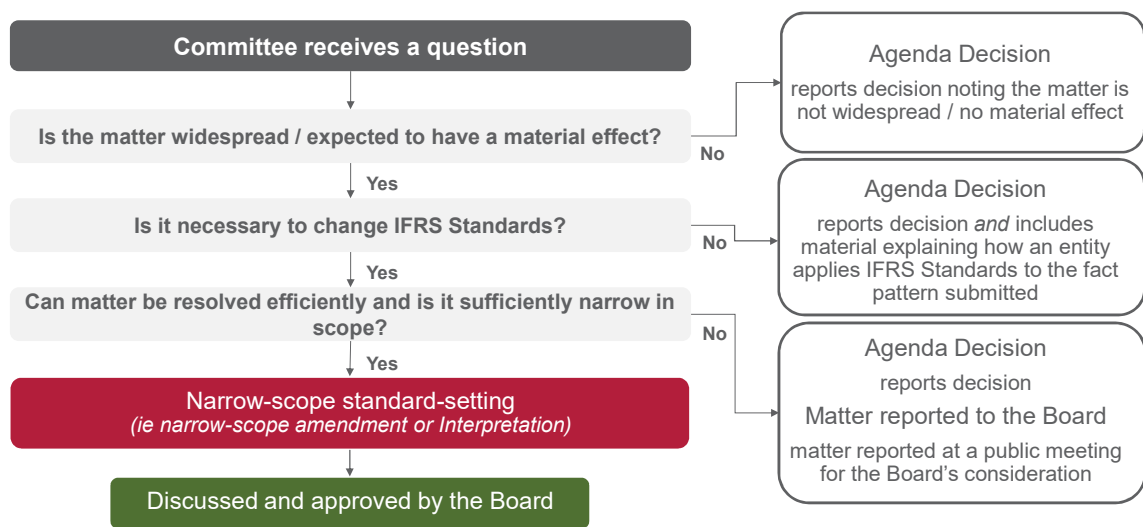 Committee receives a question
Agenda Decision
reports decision noting the matter is
not widespread / no material effect
Is the matter widespread / expected to have a material effect?
No
Yes
Agenda Decision
reports decision and includes
material explaining how an entity
applies IFRS Standards to the fact
pattern submitted
Is it necessary to change IFRS Standards?
No
Yes
Can matter be resolved efficiently and is it sufficiently narrow in
scope?
No
Yes
Agenda Decision
reports decision
Matter reported to the Board
matter reported at a public meeting
for the Board's consideration
Narrow-scope standard-setting
(ie narrow-scope amendment or Interpretation)
Discussed and approved by the Board